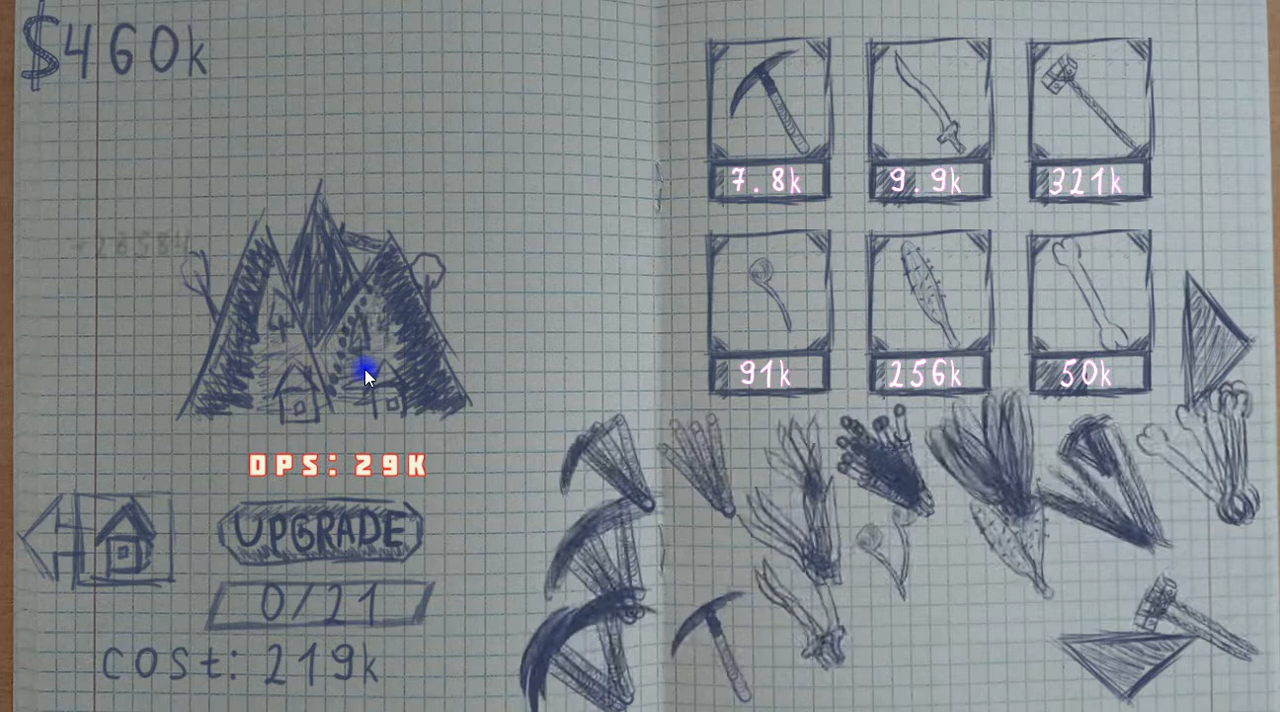 $460k
7.8k
9.9k
321k
91k
256k
50k
DPS: 29K
UPGRADE
0/21
cost: 219k